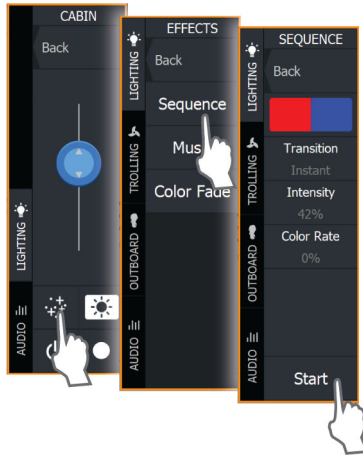 CABIN
Back
LIGHTING
AUDIO
EFFECTS
Back
Sequence
Mus
Color Fade
LIGHTING
TROLLING
OUTBOARD
AUDIO
SEQUENCE
Back
Transition
Instant
Intensity
42%
Color Rate
0%
Start
LIGHTING
TROLLING
OUTBOARD
AUDIO